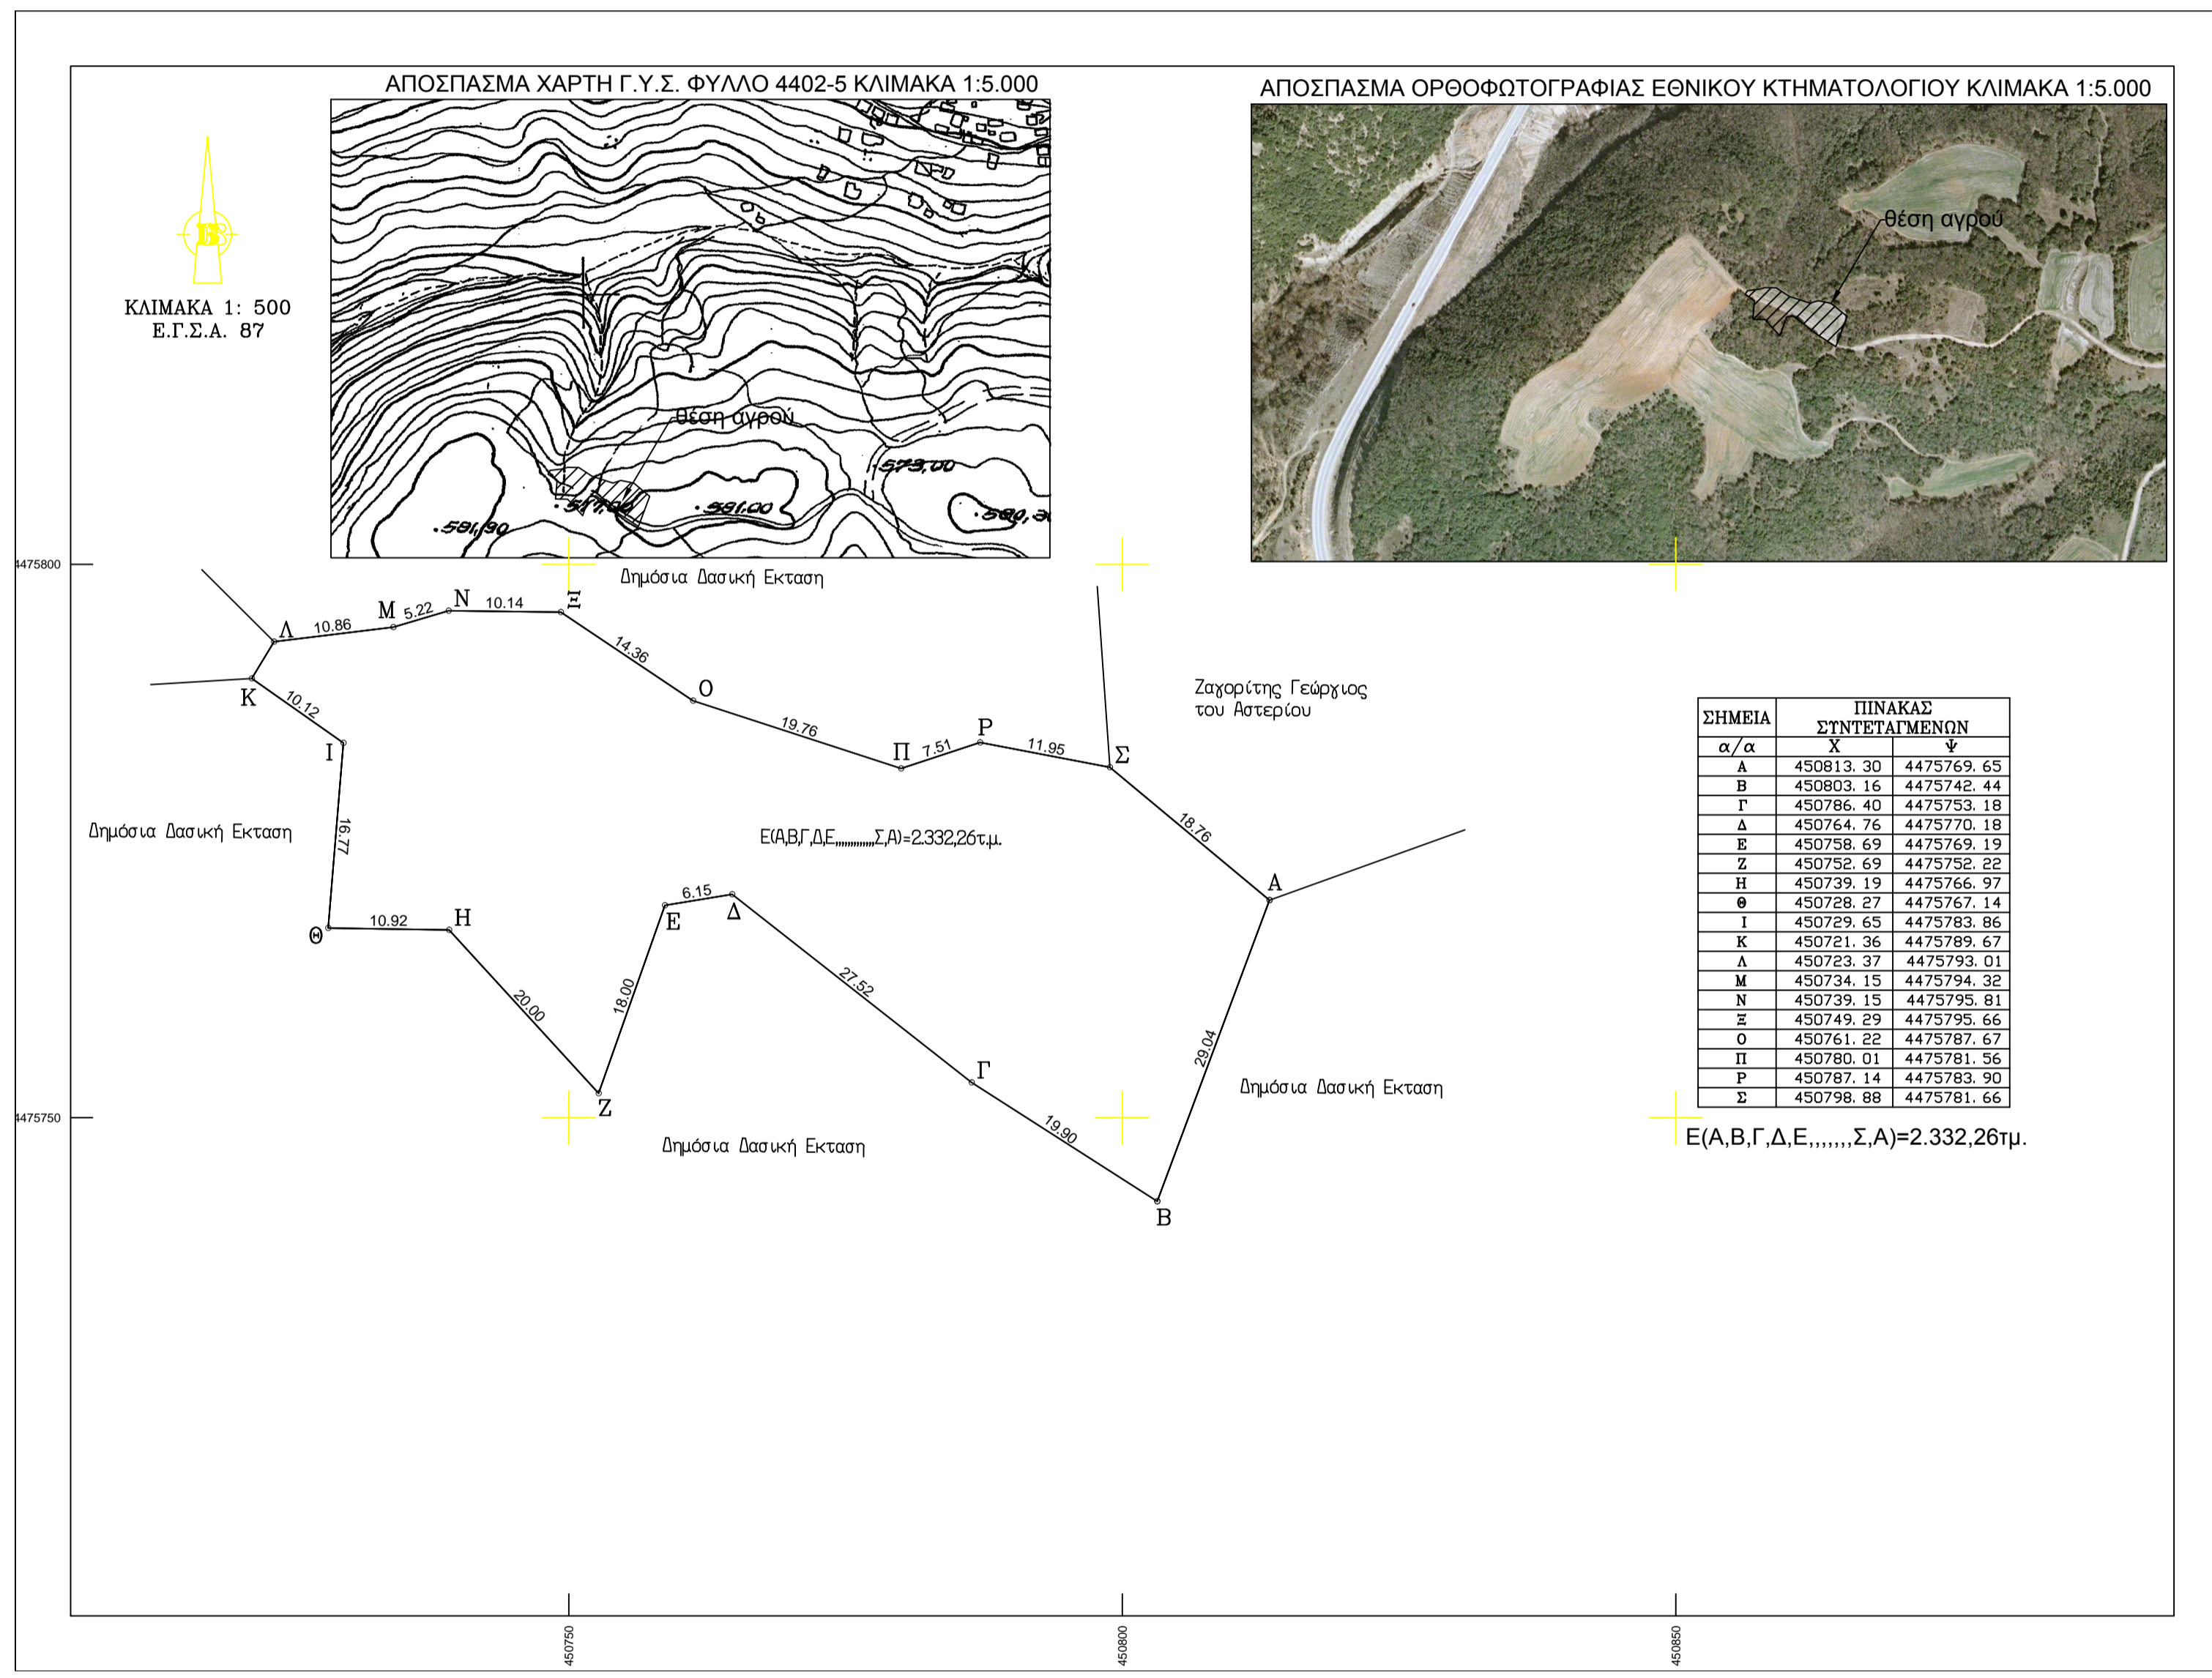 ΑΠΟΣΠΑΣΜΑ ΧΑΡΤΗ Γ.Υ.Σ. ΦΥΛΛΟ 4402-5 ΚΛΙΜΑΚΑ 1:5.000
ΑΠΟΣΠΑΣΜΑ ΟΡΘΟΦΩΤΟΓΡΑΦΙΑΣ ΕΘΝΙΚΟΥ ΚΤΗΜΑΤΟΛΟΓΙΟΥ ΚΛΙΜΑΚΑ 1:5.000
ΚΛΙΜΑΚΑ 1: 500
Ε.Γ.Σ.Α. 87
θέση αγρού
573,00
577,00
591,00
591,90
θέση αγρού
4475800
Δημόσια Δασική Εκταση
Λ
10.86
Μ
5.22
Ν
10.14
Ξ
14.36
Ο
19.76
Π
7.51
Ρ
11.95
Σ
18.76
Α
Κ
10.12
Ι
16.77
Θ
10.92
Η
20.00
Ζ
18.00
Ε
6.15
Δ
27.52
Γ
19.90
Β
29.04
Ζαγορίτης Γεώργιος
του Αστερίου
Δημόσια Δασική Εκταση
Ε(Α,Β,Γ,Δ,Ε,,,,,,,,,,,,,Σ,Α)=2.332,26τ.μ.
Δημόσια Δασική Εκταση
Δημόσια Δασική Εκταση
4475750
ΣΗΜΕΙΑ ΠΙΝΑΚΑΣ
ΣΥΝΤΕΤΑΓΜΕΝΩΝ
α/α Χ Ψ
Α 450813. 30 4475769. 65
Β 450803. 16 4475742. 44
Γ 450786. 40 4475753. 18
Δ 450764. 76 4475770. 18
Ε 450758. 69 4475769. 19
Ζ 450752. 69 4475752. 22
Η 450739. 19 4475766. 97
Θ 450728. 27 4475767. 14
Ι 450729. 65 4475783. 86
Κ 450721. 36 4475789. 67
Λ 450723. 37 4475793. 01
Μ 450734. 15 4475794. 32
Ν 450739. 15 4475795. 81
Ξ 450749. 29 4475795. 66
Ο 450761. 22 4475787. 67
Π 450780. 01 4475781. 56
Ρ 450787. 14 4475783. 90
Σ 450798. 88 4475781. 66
Ε(Α,Β,Γ,Δ,Ε,,,,,,,Σ,Α)=2.332,26τμ.
450750
450800
450850